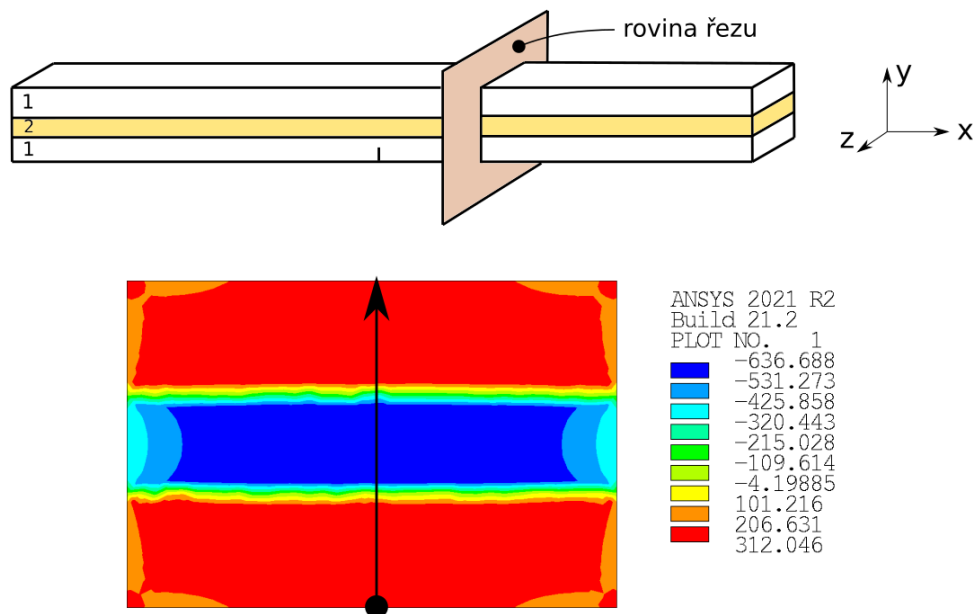 rovina řezu
1
2
1
y
z
x
ANSYS 2021 R2
Build 21.2
PLOT NO.   1
-636.688
-531.273
-425.858
-320.443
-215.028
-109.614
-4.19885
101.216
206.631
312.046